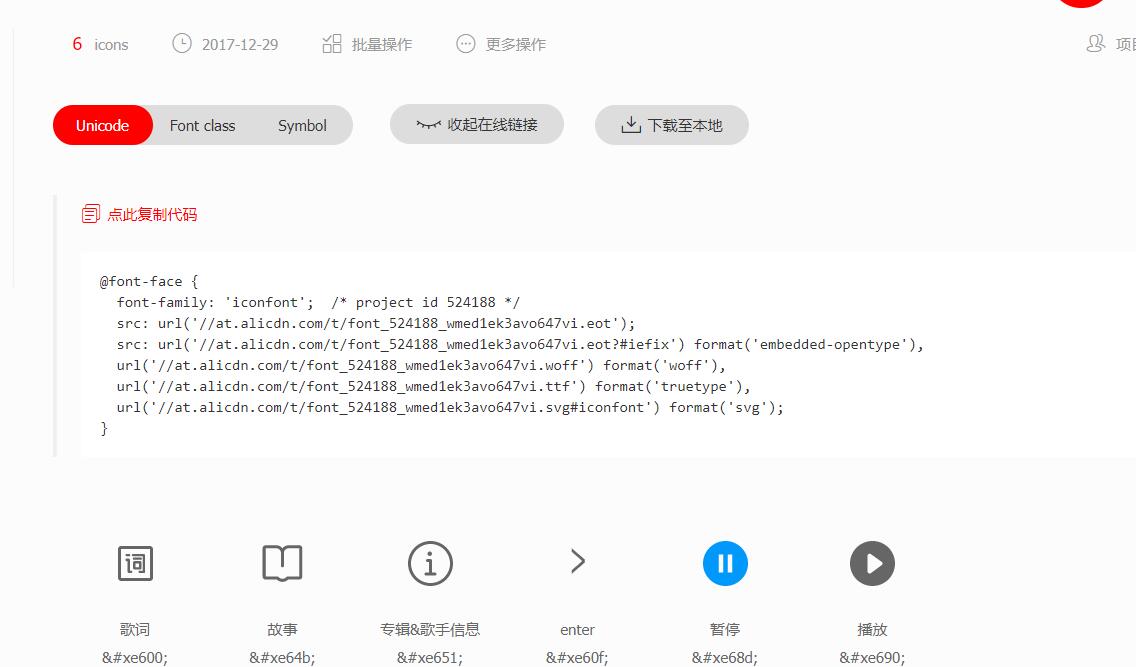 6 icons 2017-12-29 批量操作 更多操作 项目
Unicode Font class Symbol 收起在线链接 下载至本地
点此复制代码
@font-face {
font-family: 'iconfont'; /* project id 524188 */
src: url('//at.alicdn.com/t/font_524188_wmed1ek3avo647vi.eot');
src: url('//at.alicdn.com/t/font_524188_wmed1ek3avo647vi.eot?#iefix') format('embedded-opentype'),
url('//at.alicdn.com/t/font_524188_wmed1ek3avo647vi.woff') format('woff'),
url('//at.alicdn.com/t/font_524188_wmed1ek3avo647vi.ttf') format('truetype'),
url('//at.alicdn.com/t/font_524188_wmed1ek3avo647vi.svg#iconfont') format('svg');
}
词
歌词 故事 专辑&歌手信息 enter 暂停 播放
&#xe600; &#xe64b; &#xe651; &#xe60f; &#xe68d; &#xe690;